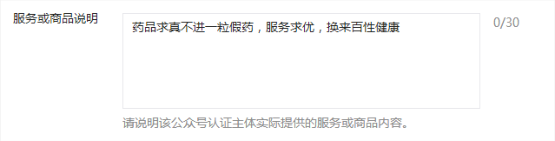 服务或商品说明
药品求真不进一粒假药，服务求优，换来百性健康
0/30
请说明该公众号认证主体实际提供的服务或商品内容。